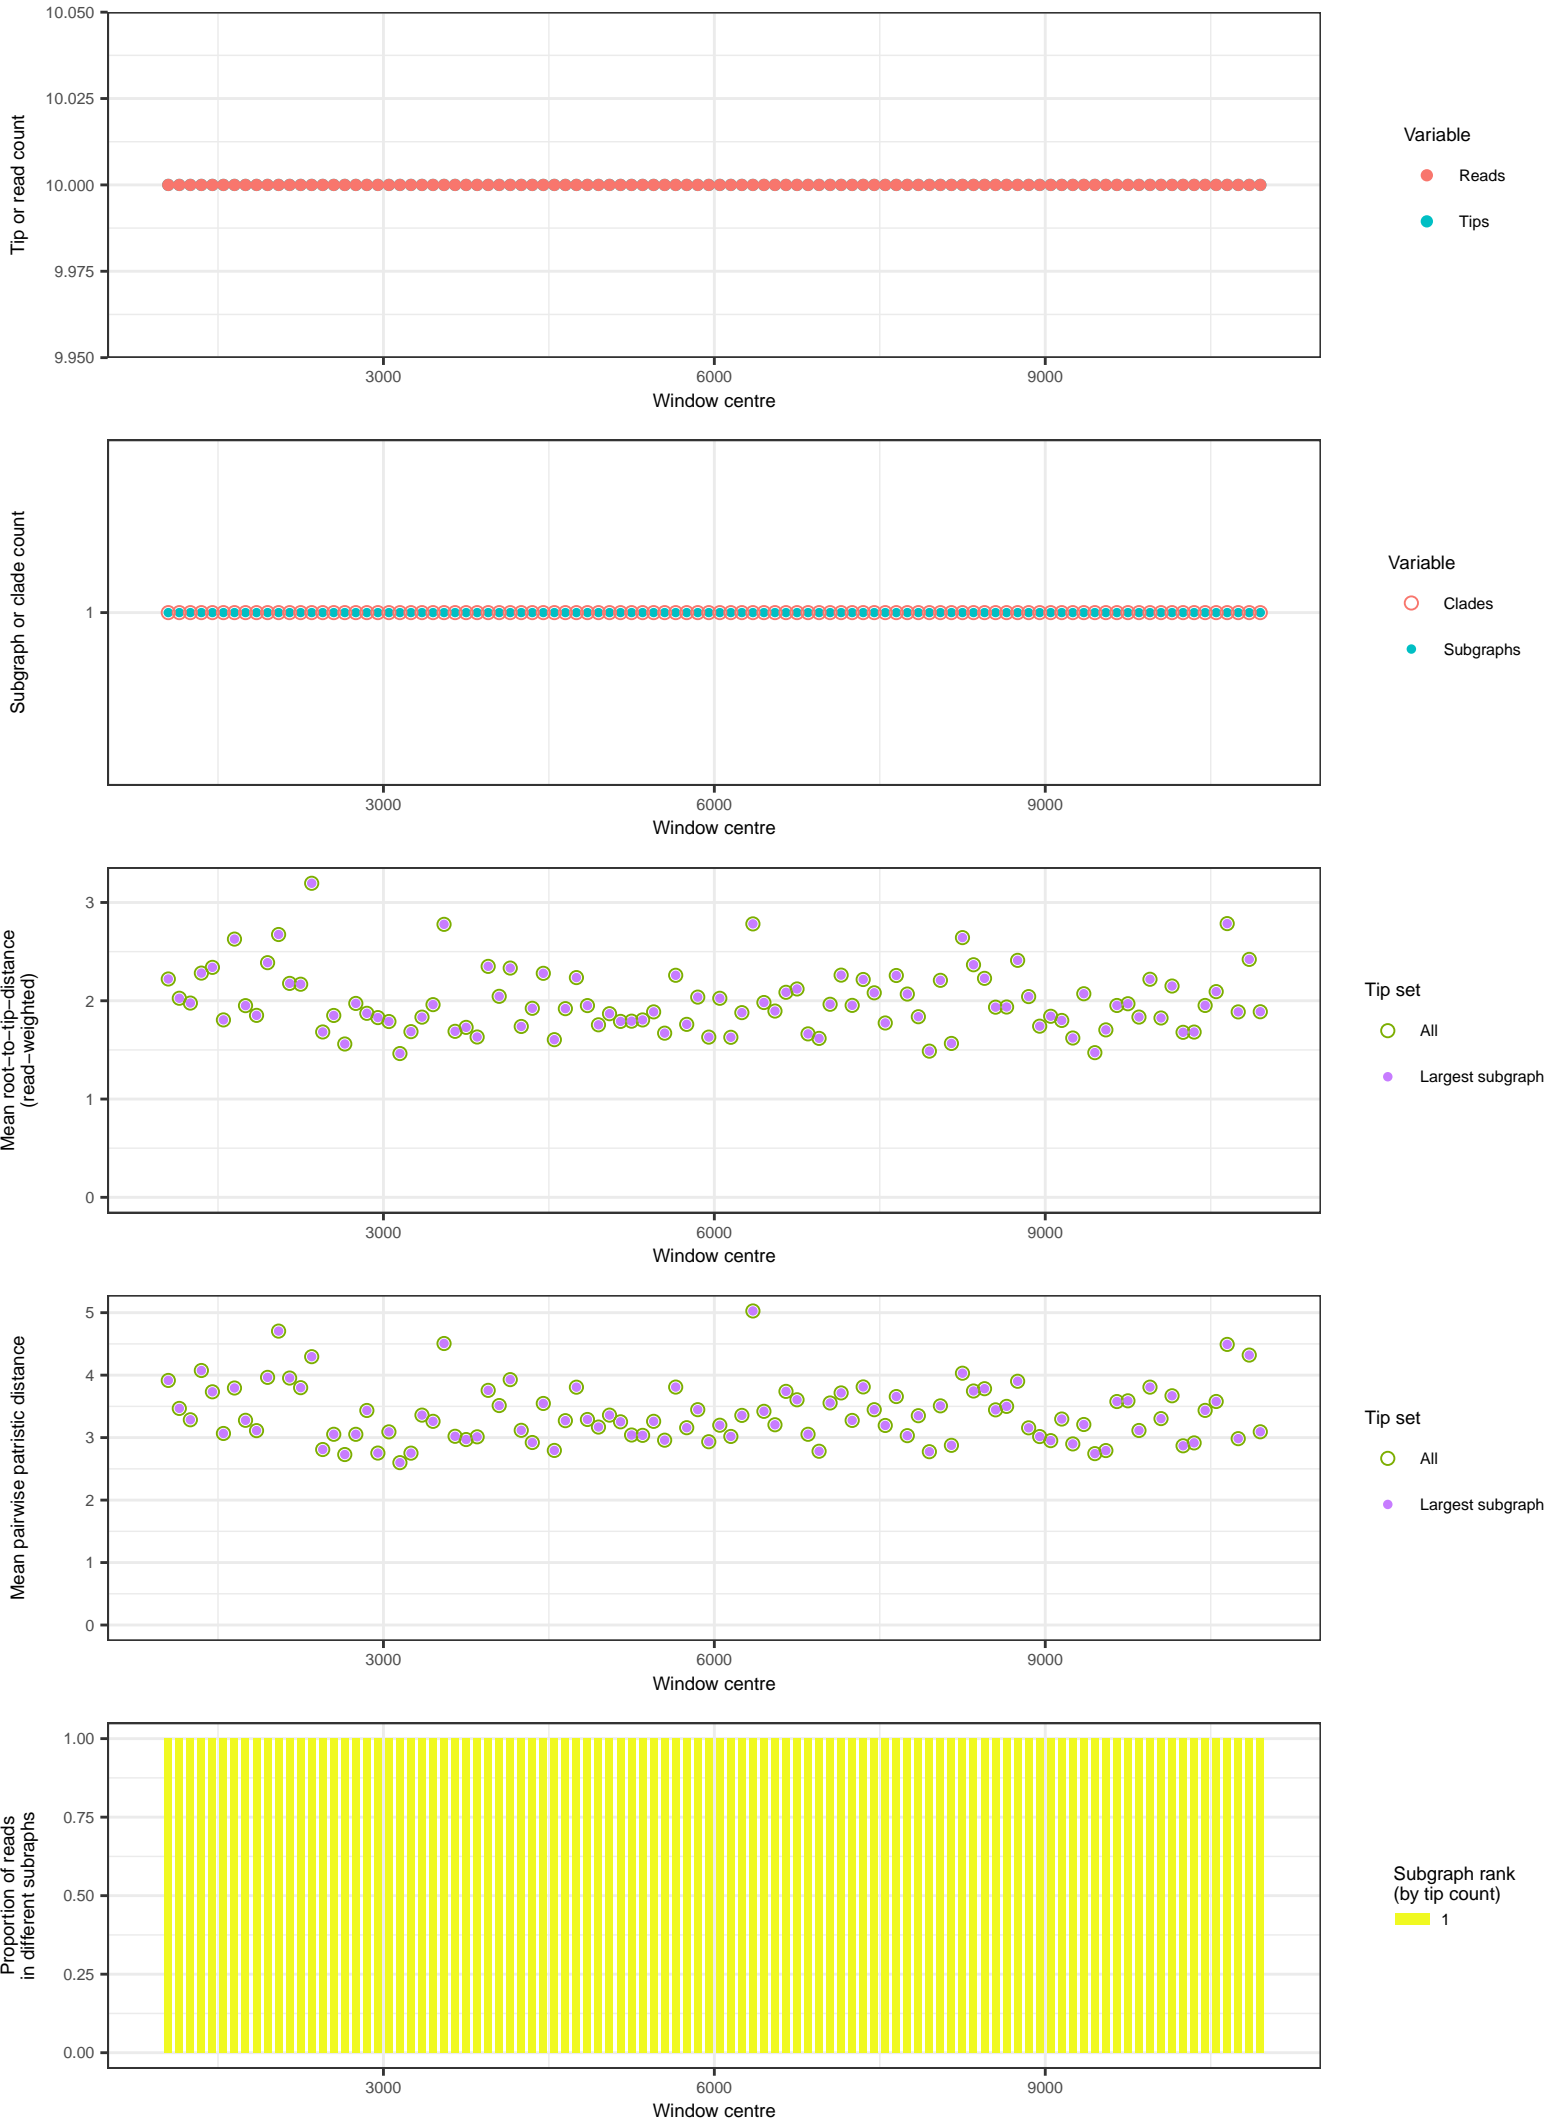 10.050
10.025
10.000
9.975
9.950
Tip or read count
3000
6000
9000
Window centre
Variable
Reads
Tips
1
Subgraph or clade count
3000
6000
9000
Window centre
Variable
Clades
Subgraphs
3
2
1
0
Mean root−to−tip−distance
(read−weighted)
3000
6000
9000
Window centre
Tip set
All
Largest subgraph
5
4
3
2
1
0
Mean pairwise patristic distance
3000
6000
9000
Window centre
Tip set
All
Largest subgraph
1.00
0.75
0.50
0.25
0.00
Proportion of reads
in different subraphs
3000
6000
9000
Window centre
Subgraph rank
(by tip count)
1